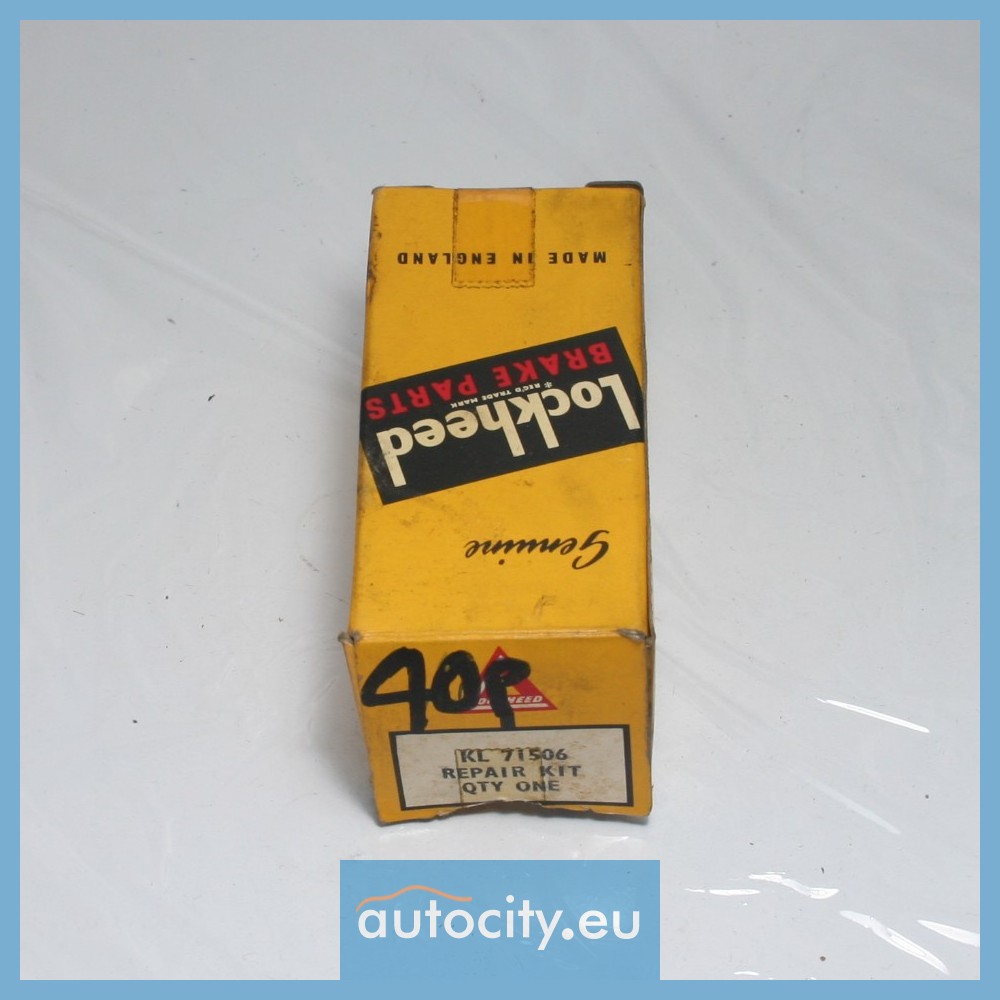 MADE IN ENGLAND
Genuine
Lockheed
* REG'D TRADE MARK
BRAKE PARTS
40p
LOCKHEED
KL 71506
REPAIR KIT
QTY ONE
autocity.eu